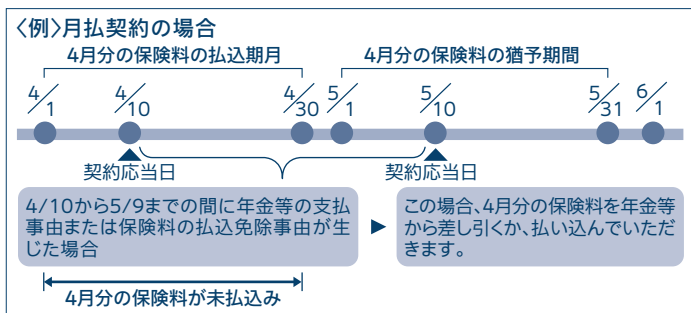 〈例〉月払契約の場合
4月分の保険料の払込期月
4月分の保険料の猶予期間
4/1
4/10
4/30
5/1
5/10
5/31
6/1
契約応当日
契約応当日
4/10から5/9までの間に年金等の支払
事由または保険料の払込免除事由が生
じた場合
この場合、4月分の保険料を年金等
から差し引くか、払い込んでいただ
きます。
4月分の保険料が未払込み